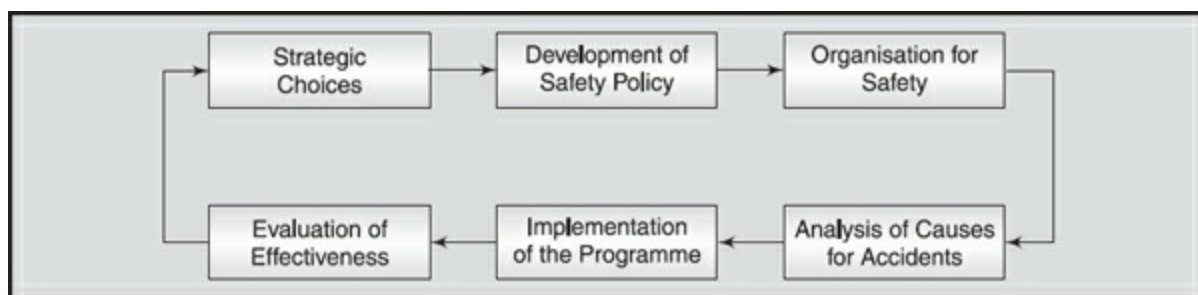 Strategic
Choices
Development of
Safety Policy
Organisation for
Safety
Analysis of Causes
for Accidents
Implementation
of the Programme
Evaluation of
Effectiveness